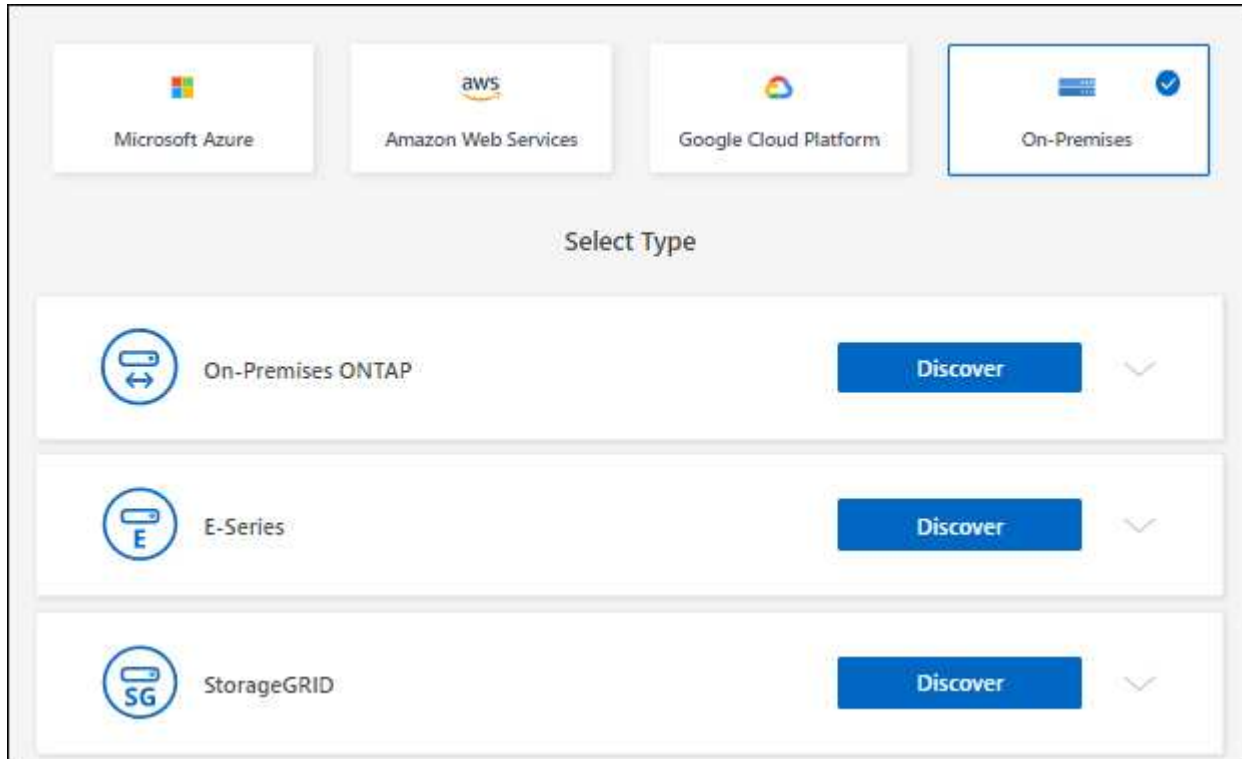 aws
Microsoft Azure
Amazon Web Services
Google Cloud Platform
On-Premises
Select Type
On-Premises ONTAP
Discover
E
E-Series
Discover
SG
StorageGRID
Discover